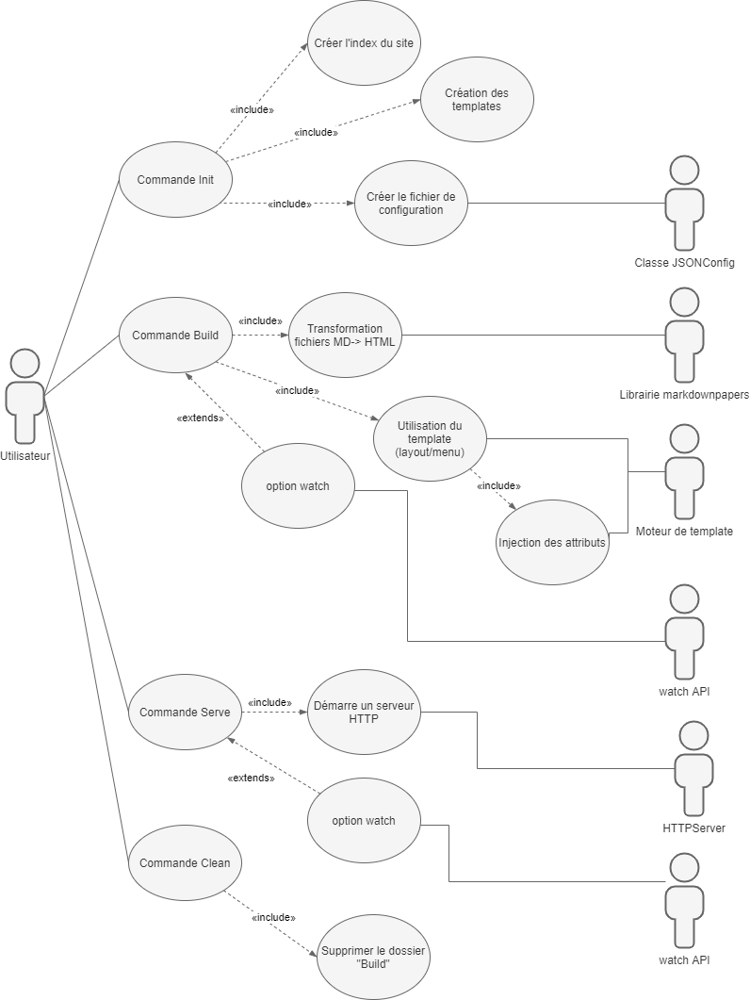 Créer l'index du site
Création des
templates
«include»
«include»
Commande Init
«include»
Créer le fichier de
configuration
Classe JSONConfig
Commande Build
«include»
Transformation
fichiers MD-> HTML
Librairie markdownpapers
«include»
«extends»
Utilisation du
template
(layout/menu)
Utilisateur
option watch
«include»
Moteur de template
Injection des attributs
watch API
Commande Serve
«include»
Démarre un serveur
HTTP
«extends»
option watch
HTTPServer
Commande Clean
«include»
Supprimer le dossier
"Build"
watch API